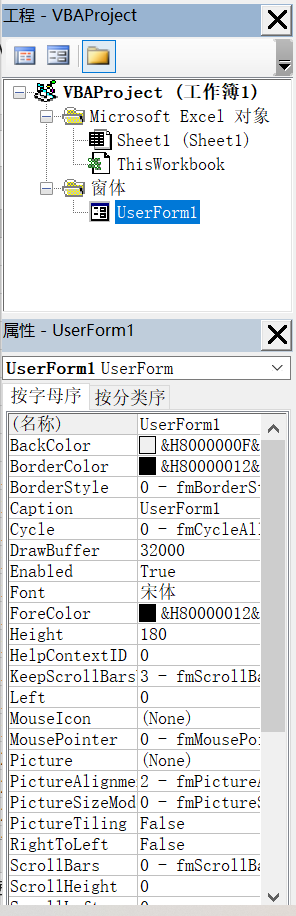 工程 - VBAProject
VBAProject (工作簿1)
Microsoft Excel 对象
Sheet1 (Sheet1)
ThisWorkbook
窗体
UserForm1
属性 - UserForm1
UserForm1 UserForm
按字母序 按分类序
(名称) UserForm1
BackColor &H8000000F&
BorderColor &H80000012&
BorderStyle 0 - fmBorderSt
Caption UserForm1
Cycle 0 - fmCycleAll
DrawBuffer 32000
Enabled True
Font 宋体
ForeColor &H80000012&
Height 180
HelpContextID 0
KeepScrollBars 3 - fmScrollBa
Left 0
MouseIcon (None)
MousePointer 0 - fmMousePo
Picture (None)
PictureAlignme 2 - fmPicture
PictureSizeMod 0 - fmPicture
PictureTiling False
RightToLeft False
ScrollBars 0 - fmScrollBa
ScrollHeight 0